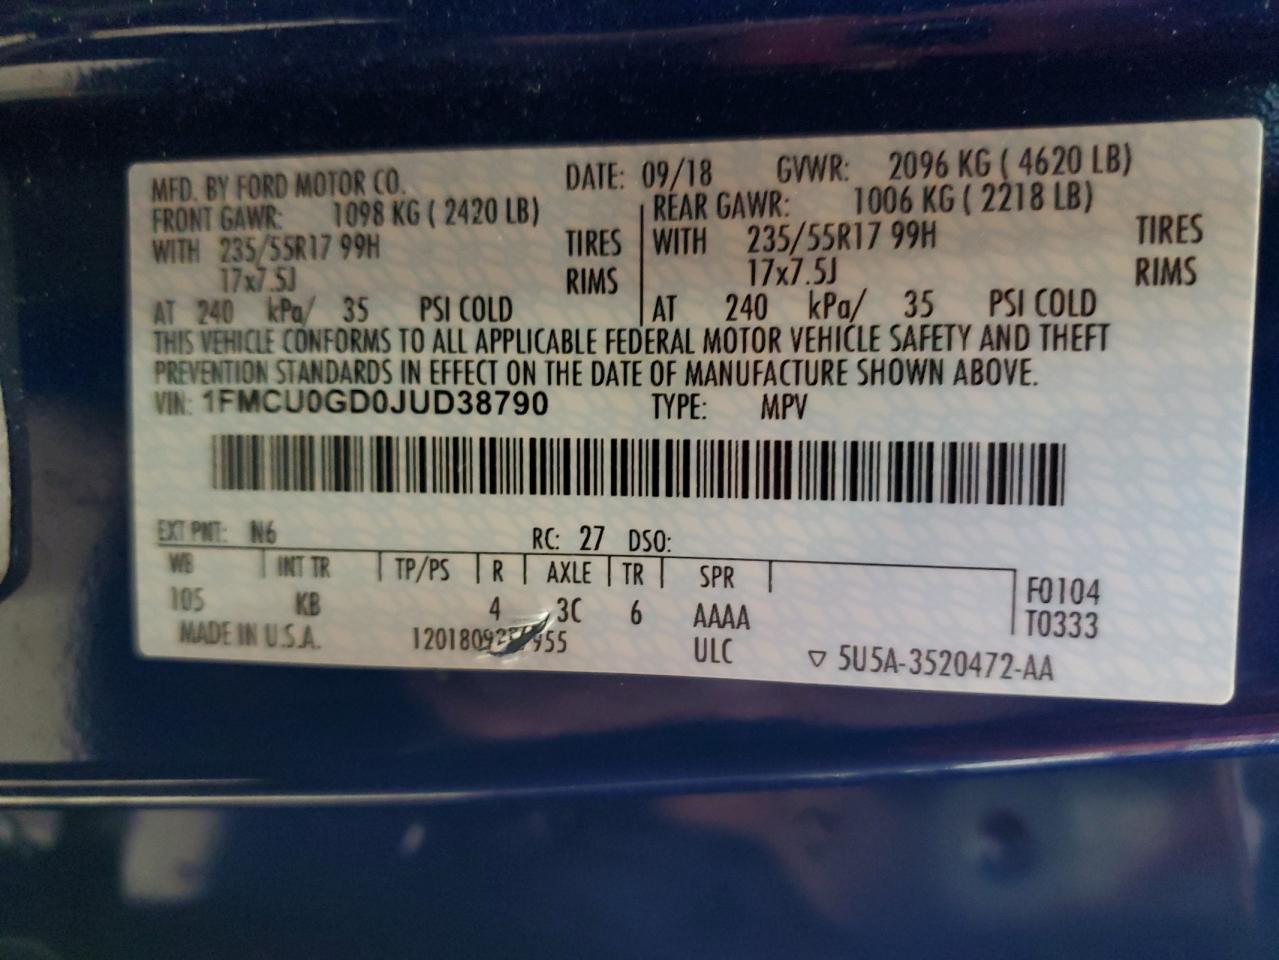 MFD. BY FORD MOTOR CO. DATE: 09/18 GVWR: 2096 KG ( 4620 LB)
FRONT GAWR: 1098 KG ( 2420 LB) REAR GAWR: 1006 KG ( 2218 LB)
WITH 235/55R17 99H TIRES WITH 235/55R17 99H TIRES
17x7.5J RIMS 17x7.5J RIMS
AT 240 kPa/ 35 PSI COLD AT 240 kPa/ 35 PSI COLD
THIS VEHICLE CONFORMS TO ALL APPLICABLE FEDERAL MOTOR VEHICLE SAFETY AND THEFT
PREVENTION STANDARDS IN EFFECT ON THE DATE OF MANUFACTURE SHOWN ABOVE.
VIN: 1FMCU0GD0JUD38790 TYPE: MPV
EXT PNT: N6 RC: 27 DSO:
WB INT TR TP/PS R AXLE TR SPR
105 KB 4 3C 6 AAAA F0104
T0333
MADE IN U.S.A. ULC ▽ 5U5A-3520472-AA